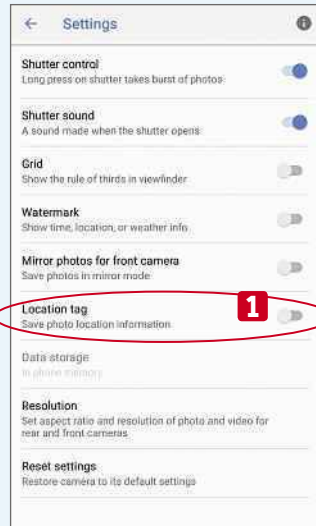 Settings
Shutter control
Long press on shutter takes burst of photos
Shutter sound
A sound made when the shutter opens
Grid
Show the rule of thirds in viewfinder
Watermark
Show time, location, or weather info
Mirror photos for front camera
Save photos in mirror mode
Location tag
1
Save photo location information
Data storage
In phone memory
Resolution
Set aspect ratio and resolution of photo and video for
rear and front cameras
Reset settings
Restore camera to its default settings